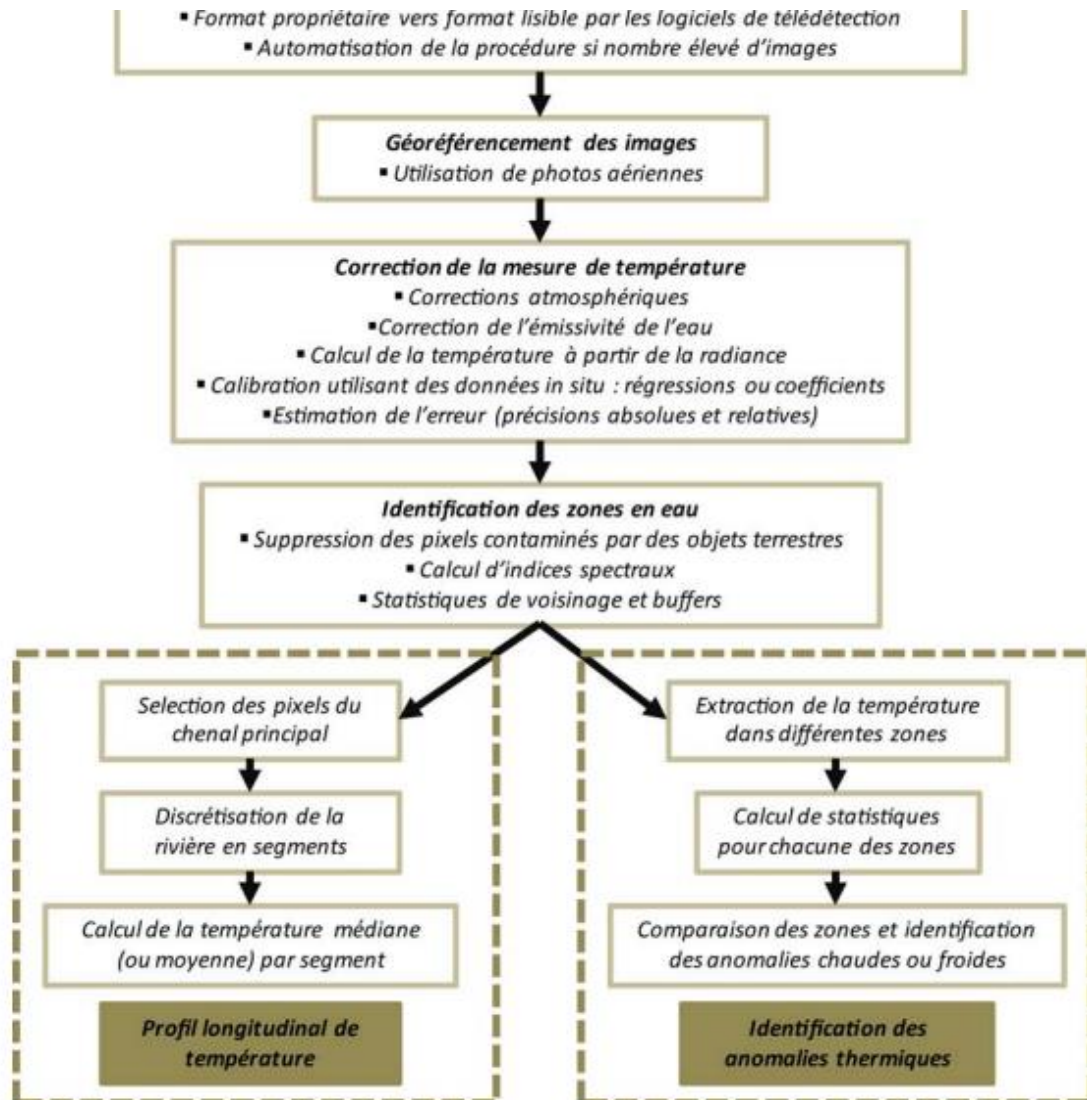 ▪ Format propriétaire vers format lisible par les logiciels de télédétection
▪ Automatisation de la procédure si nombre élevé d'images
Géoréférencement des images
▪ Utilisation de photos aériennes
Correction de la mesure de température
▪ Corrections atmosphériques
▪Correction de l'émissivité de l'eau
▪ Calcul de la température à partir de la radiance
▪ Calibration utilisant des données in situ : régressions ou coefficients
▪Estimation de l'erreur (précisions absolues et relatives)
Identification des zones en eau
▪ Suppression des pixels contaminés par des objets terrestres
▪ Calcul d'indices spectraux
▪ Statistiques de voisinage et buffers
Selection des pixels du
chenal principal
Discrétisation de la
rivière en segments
Calcul de la température médiane
(ou moyenne) par segment
Profil longitudinal de
température
Extraction de la température
dans différentes zones
Calcul de statistiques
pour chacune des zones
Comparaison des zones et identification
des anomalies chaudes ou froides
Identification des
anomalies thermiques